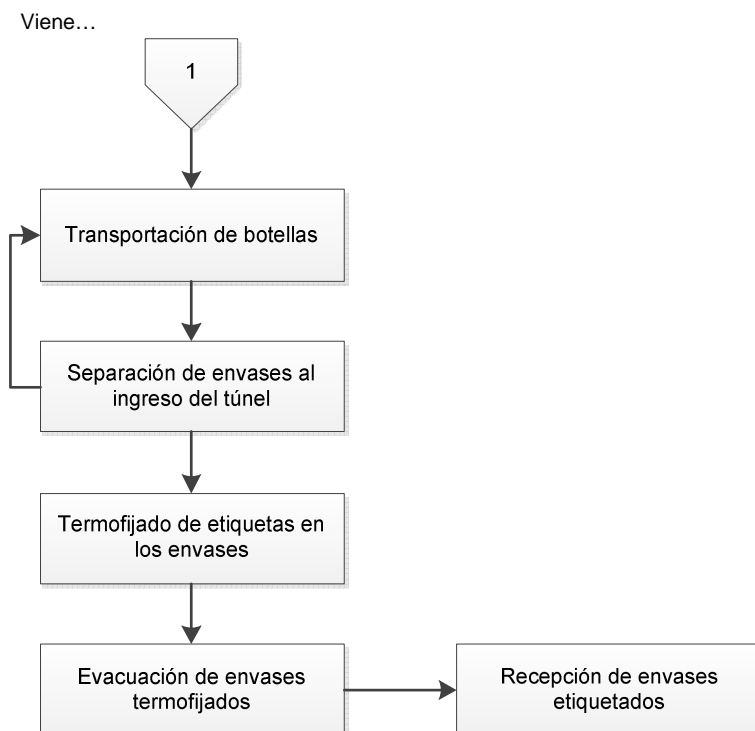 Viene…
1
Transportación de botellas
Separación de envases al
ingreso del túnel
Termofijado de etiquetas en
los envases
Evacuación de envases
termofijados
Recepción de envases
etiquetados